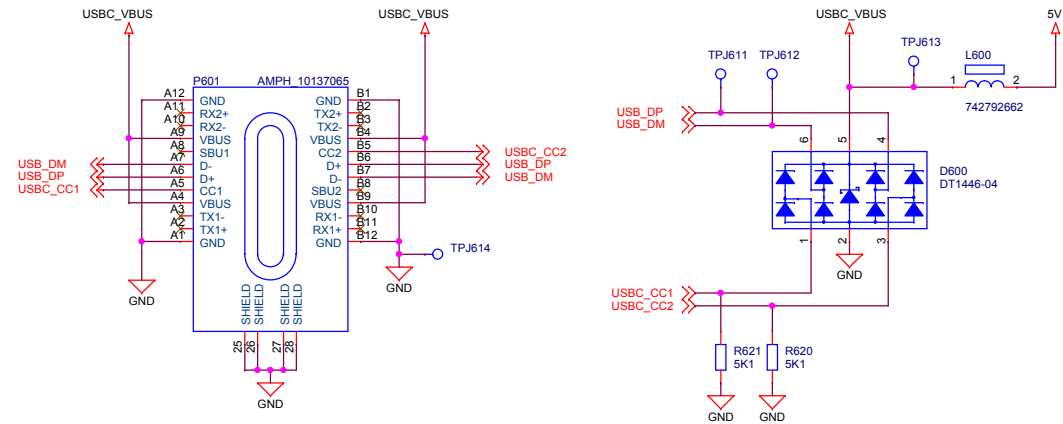 USBC_VBUS
USBC_VBUS
P601
AMPH_10137065
A12 GND GND B1
A11 RX2+ TX2+ B2
A10 RX2- TX2- B3
A9 VBUS VBUS B4
A8 SBU1 CC2 B5 USBC_CC2
USB_DM A7 D- D+ B6 USB_DP
USB_DP A6 D+ D- B7 USB_DM
USBC_CC1 A5 CC1 SBU2 B8
A4 VBUS VBUS B9
A3 TX1- RX1- B10
A2 TX1+ RX1+ B11
A1 GND GND B12
TPJ614
GND
GND
SHIELD
SHIELD
SHIELD
SHIELD
25
26
27
28
GND
USBC_VBUS
5V
TPJ611
TPJ612
TPJ613
L600
1
2
742792662
USB_DP
USB_DM
6
5
4
D600
DT1446-04
1
2
3
GND
USBC_CC1
USBC_CC2
R621
5K1
R620
5K1
GND
GND